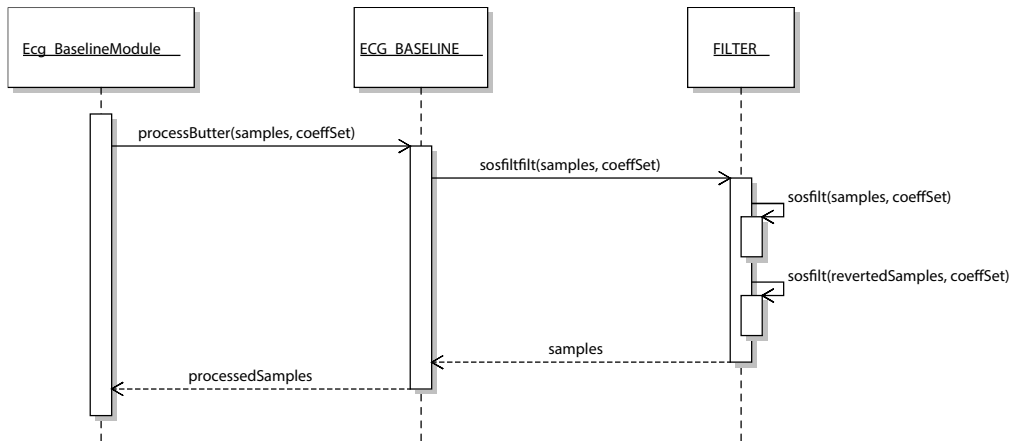 Ecg_BaselineModule
ECG_BASELINE
FILTER
processButter(samples, coeffSet)
sosfiltfilt(samples, coeffSet)
sosfilt(samples, coeffSet)
sosfilt(revertedSamples, coeffSet)
samples
processedSamples